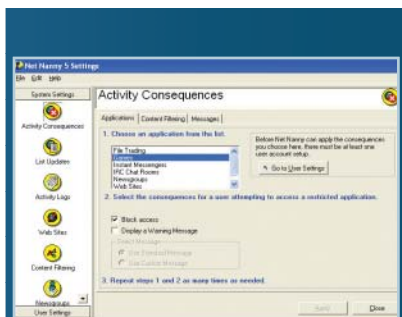 Net Nanny 5 Settings
File Edit Help
System Settings
Activity Consequences
Activity Consequences
List Updates
Activity Logs
Web Sites
Content Filtering
Newsgroups
User Settings
Applications Content Filtering Messages
1. Choose an application from the list.
File Trading
Games
Instant Messengers
IRC Chat Rooms
Newsgroups
Web Sites
Before Net Nanny can apply the consequences
you choose here, there must be at least one
user account setup.
Go to User Settings
2. Select the consequences for a user attempting to access a restricted application.
Block access
Display a Warning Message
Select Message
Use Standard Message
Use Custom Message
3. Repeat steps 1 and 2 as many times as needed.
Save
Close